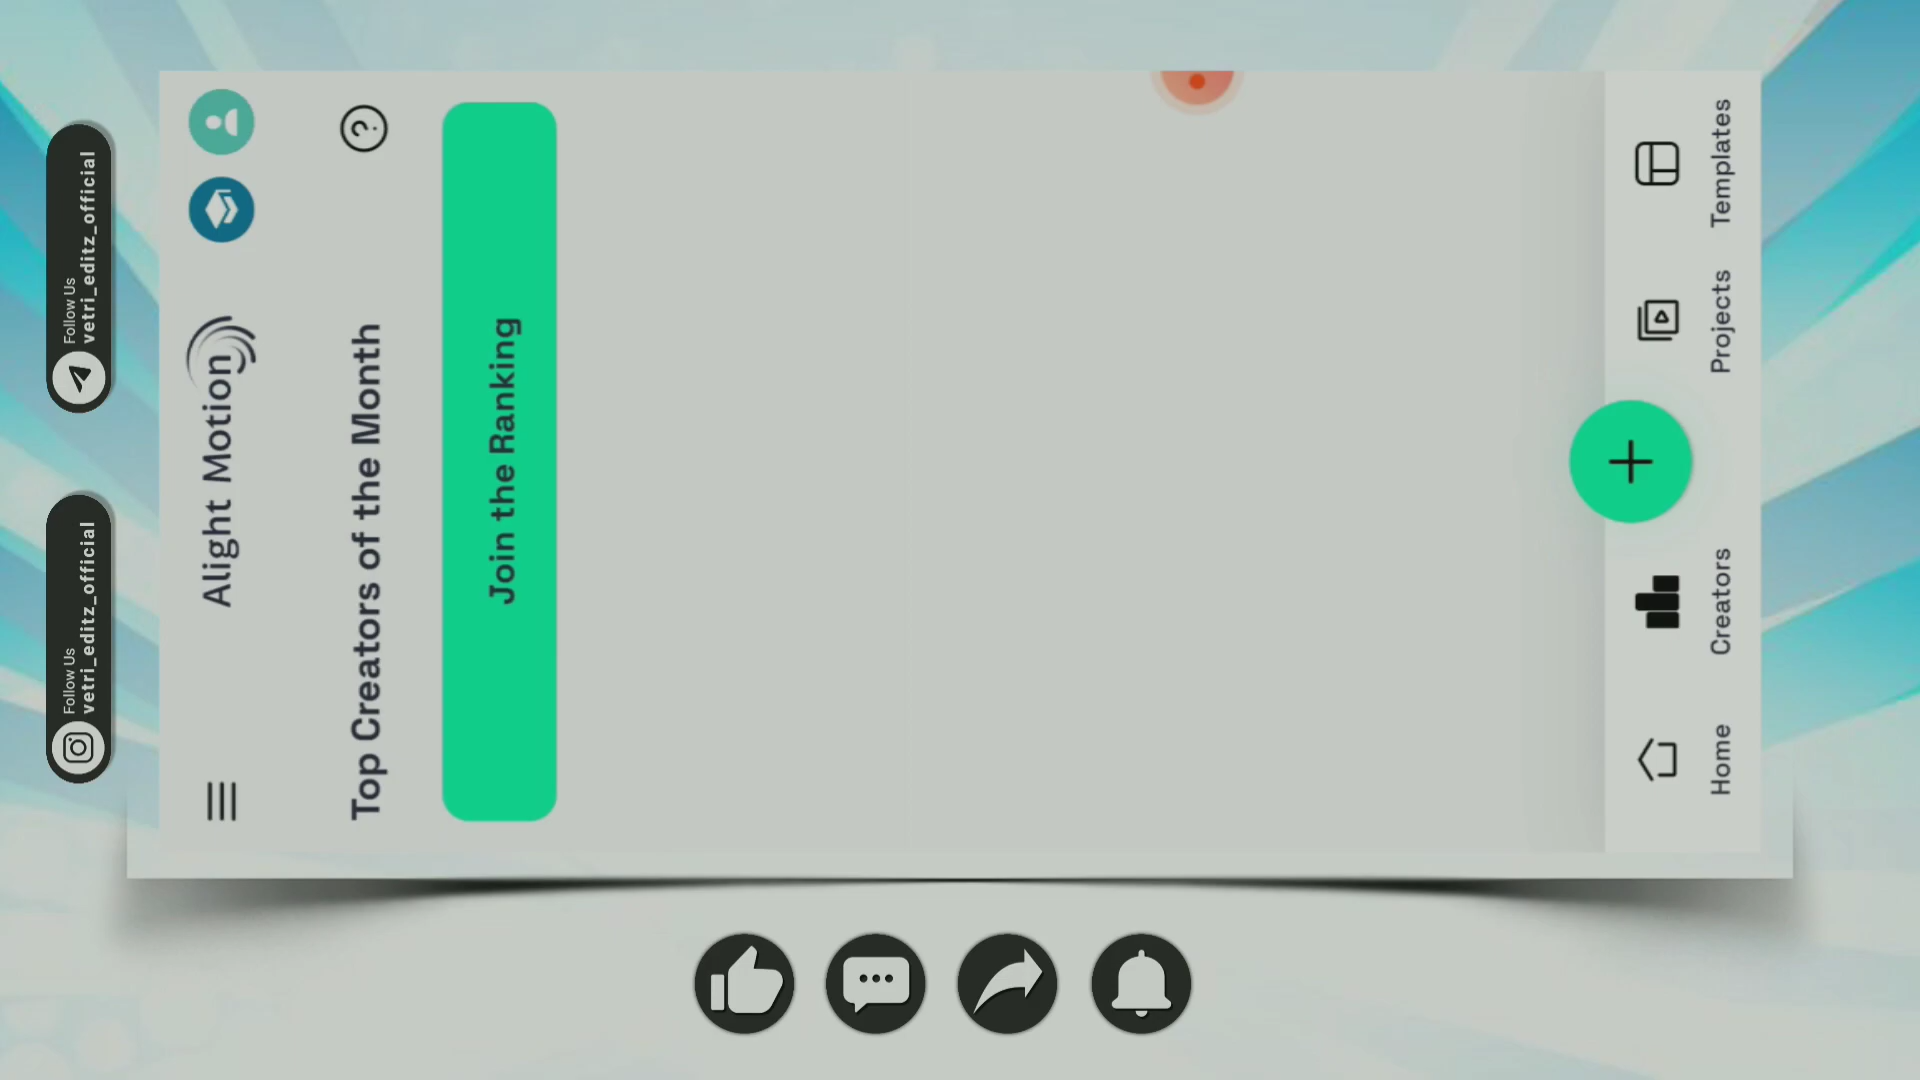 Follow Us
vetri_editz_official
Follow Us
vetri_editz_official
Alight Motion
Top Creators of the Month
Join the Ranking
Home
Creators
Projects
Templates